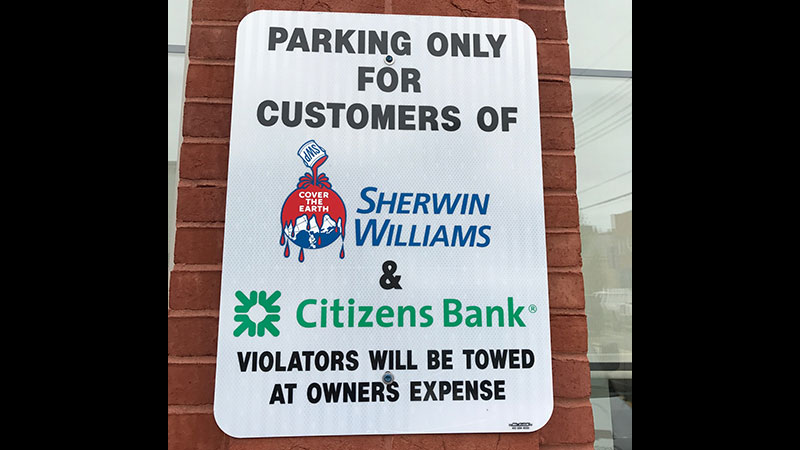 PARKING ONLY
FOR
CUSTOMERS OF
SWP
COVER
THE
EARTH
SHERWIN
WILLIAMS
&
Citizens Bank®
VIOLATORS WILL BE TOWED
AT OWNERS EXPENSE